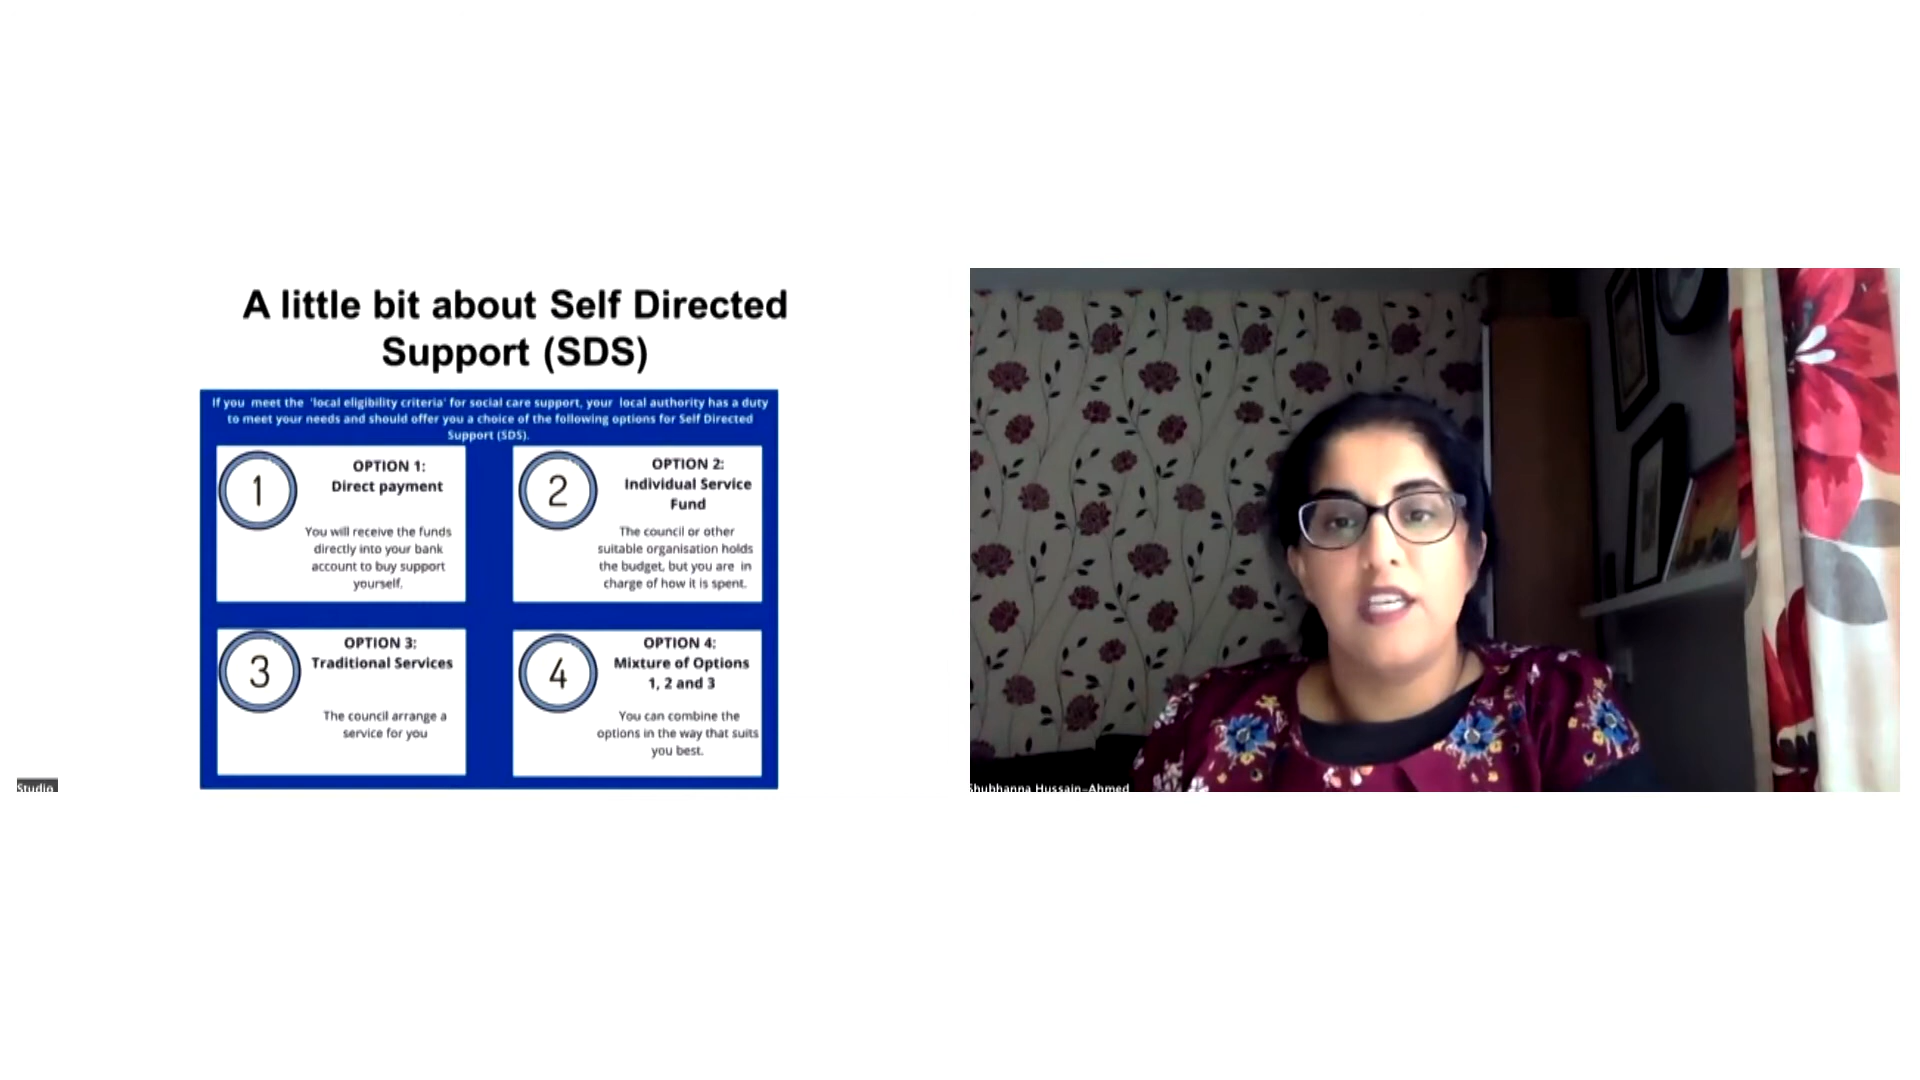 A little bit about Self Directed
Support (SDS)
If you meet the 'local eligibility criteria' for social care support, your local authority has a duty
to meet your needs and should offer you a choice of the following options for Self Directed
Support (SDS).
1
OPTION 1:
Direct payment
You will receive the funds
directly into your bank
account to buy support
yourself.
2
OPTION 2:
Individual Service
Fund
The council or other
suitable organisation holds
the budget, but you are in
charge of how it is spent.
3
OPTION 3:
Traditional Services
The council arrange a
service for you
4
OPTION 4:
Mixture of Options
1, 2 and 3
You can combine the
options in the way that suits
you best.
Studio
Shubhanna Hussain-Ahmed